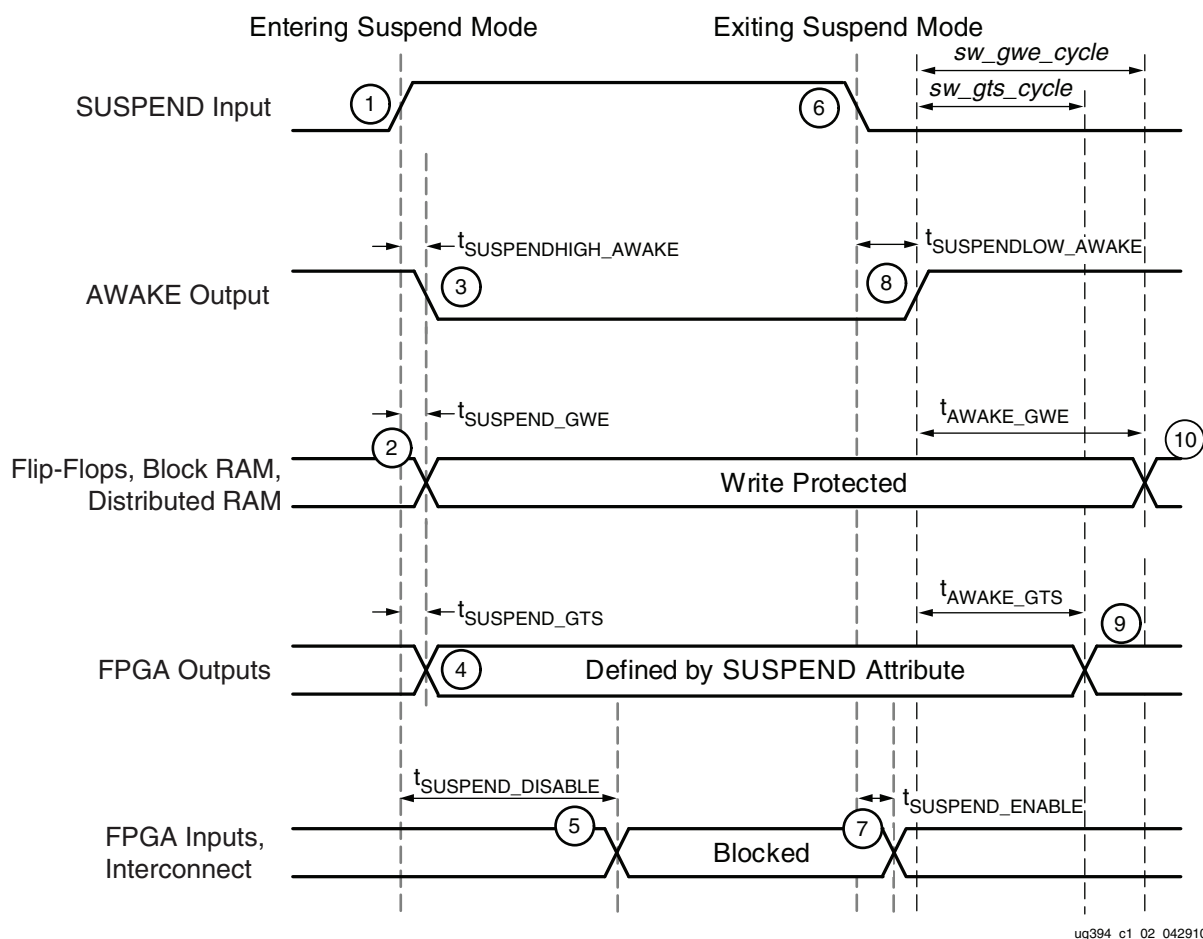 Entering Suspend Mode
Exiting Suspend Mode
sw_gwe_cycle
sw_gts_cycle
SUSPEND Input
1
6
tSUSPENDHIGH_AWAKE
tSUSPENDLOW_AWAKE
AWAKE Output
3
8
tSUSPEND_GWE
tAWAKE_GWE
2
10
Flip-Flops, Block RAM,
Distributed RAM
Write Protected
tSUSPEND_GTS
tAWAKE_GTS
9
FPGA Outputs
4
Defined by SUSPEND Attribute
tSUSPEND_DISABLE
tSUSPEND_ENABLE
5
7
FPGA Inputs,
Interconnect
Blocked
ug394_c1_02_042910